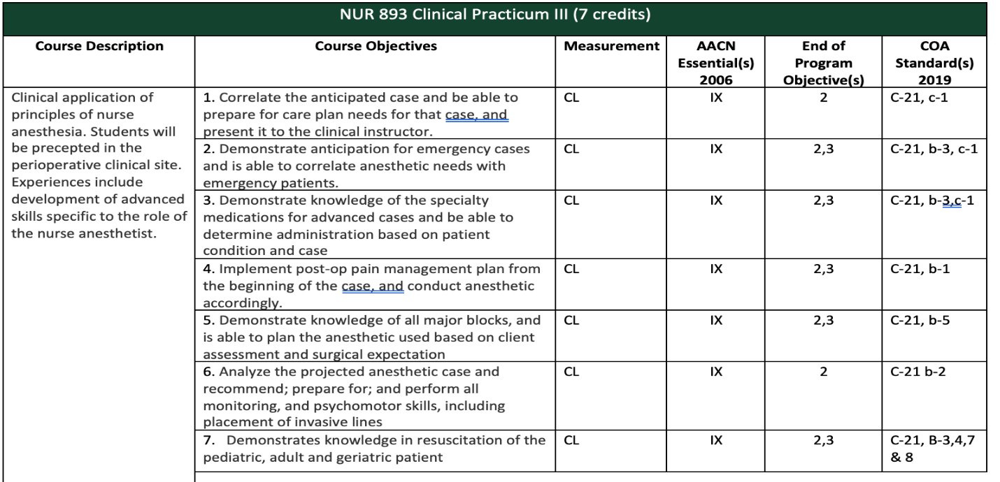 NUR 893 Clinical Practicum III (7 credits)
Course Description
Course Objectives
Measurement
AACN
Essential(s)
2006
End of
Program
Objective(s)
COA
Standard(s)
2019
Clinical application of
principles of nurse
anesthesia. Students will
be precepted in the
perioperative clinical site.
Experiences include
development of advanced
skills specific to the role of
the nurse anesthetist.
1. Correlate the anticipated case and be able to
prepare for care plan needs for that case, and
present it to the clinical instructor.
CL
IX
2
C-21, c-1
2. Demonstrate anticipation for emergency cases
and is able to correlate anesthetic needs with
emergency patients.
CL
IX
2,3
C-21, b-3, c-1
3. Demonstrate knowledge of the specialty
medications for advanced cases and be able to
determine administration based on patient
condition and case
CL
IX
2,3
C-21, b-3,c-1
4. Implement post-op pain management plan from
the beginning of the case, and conduct anesthetic
accordingly.
CL
IX
2,3
C-21, b-1
5. Demonstrate knowledge of all major blocks, and
is able to plan the anesthetic used based on client
assessment and surgical expectation
CL
IX
2,3
C-21, b-5
6. Analyze the projected anesthetic case and
recommend; prepare for; and perform all
monitoring, and psychomotor skills, including
placement of invasive lines
CL
IX
2
C-21 b-2
7. Demonstrates knowledge in resuscitation of the
pediatric, adult and geriatric patient
CL
IX
2,3
C-21, B-3,4,7
& 8